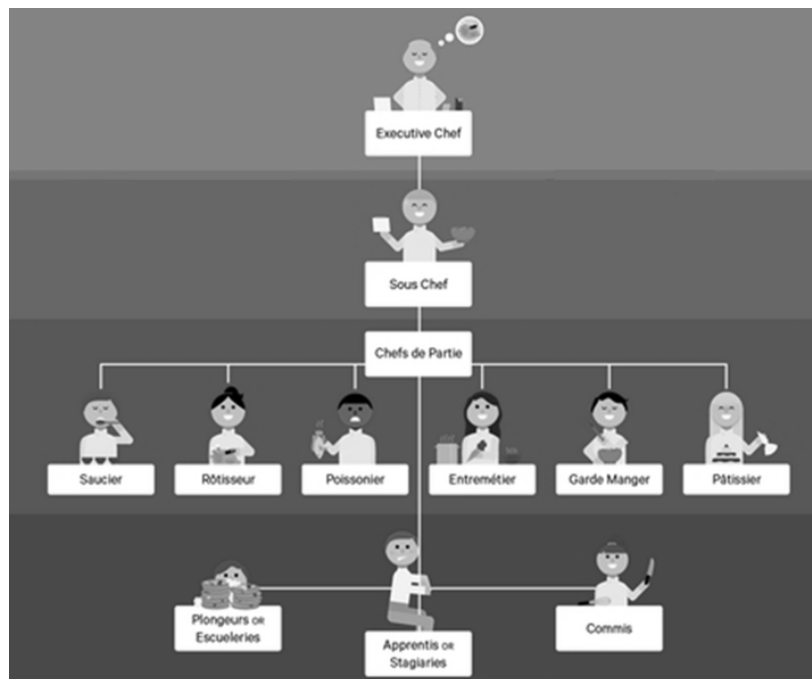 Executive Chef
Sous Chef
Chefs de Partie
Saucier
Rôtisseur
Poissonier
Entremétier
Garde Manger
Pâtissier
Plongeurs OR
Escueleries
Apprentis OR
Stagiaries
Commis